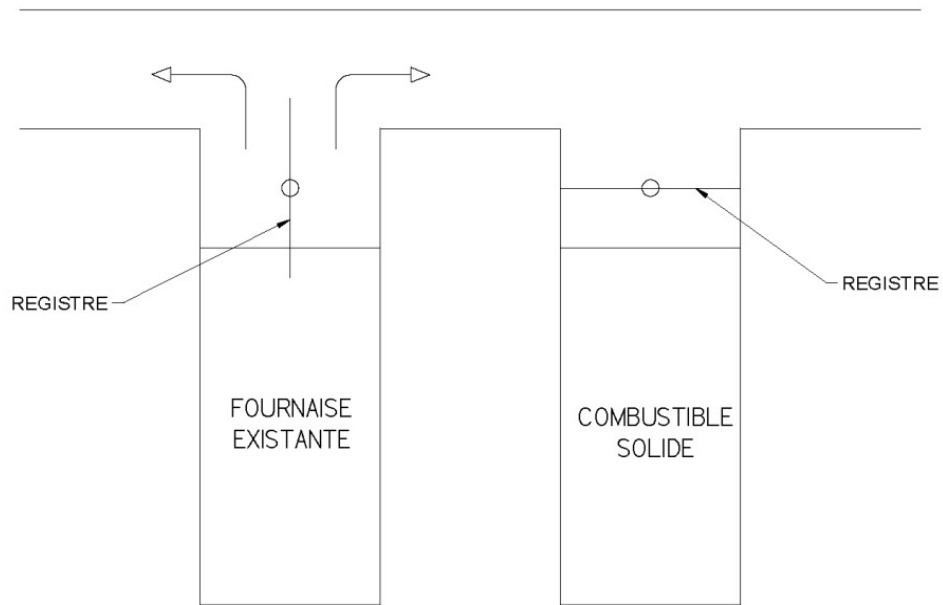 REGISTRE
REGISTRE
FOURNAISE
EXISTANTE
COMBUSTIBLE
SOLIDE